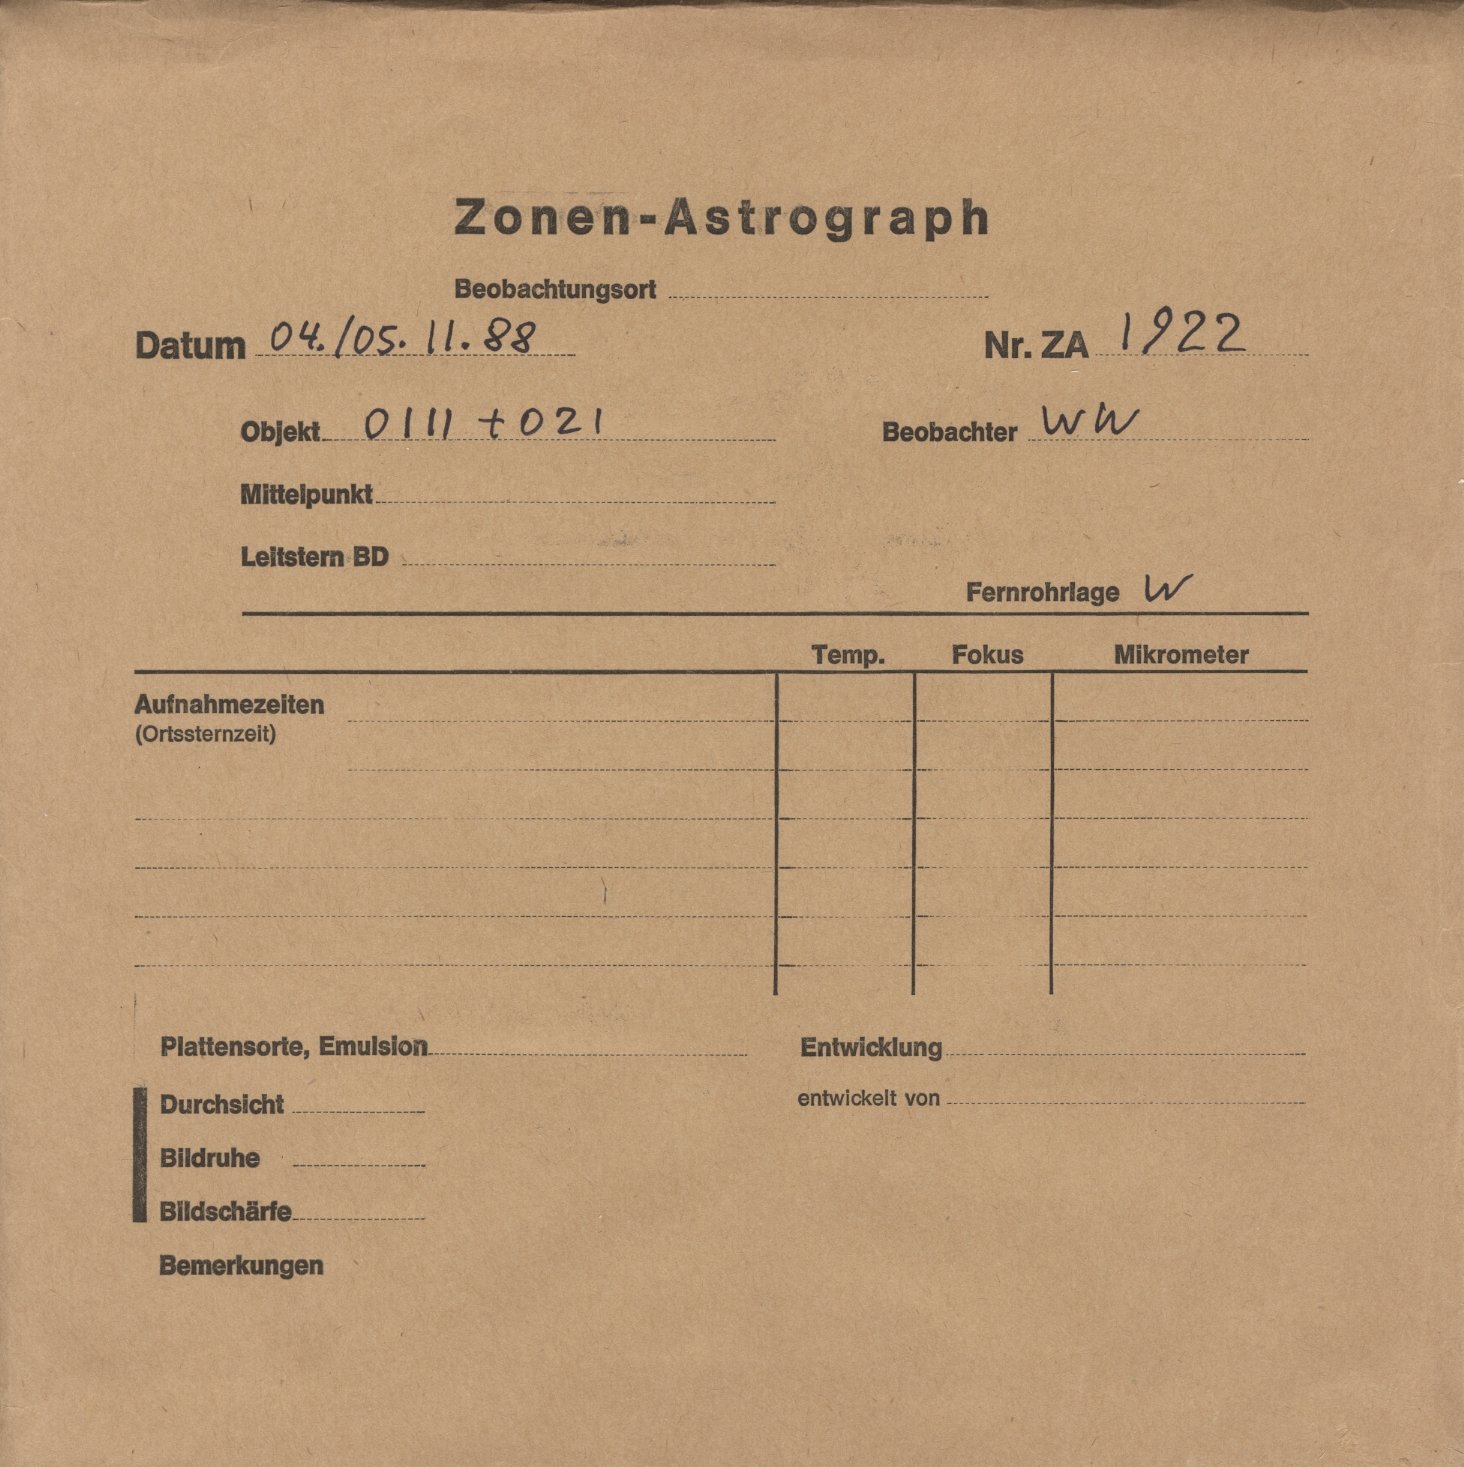 Zonen-Astrograph
Beobachtungsort
Datum 04./05. 11. 88 Nr. ZA 1922
Objekt 0111 + 021 Beobachter WW
Mittelpunkt
Leitstern BD
Fernrohrlage W
Temp. Fokus Mikrometer
Aufnahmezeiten
(Ortssternzeit)
Plattensorte, Emulsion Entwicklung
Durchsicht entwickelt von
Bildruhe
Bildschärfe
Bemerkungen